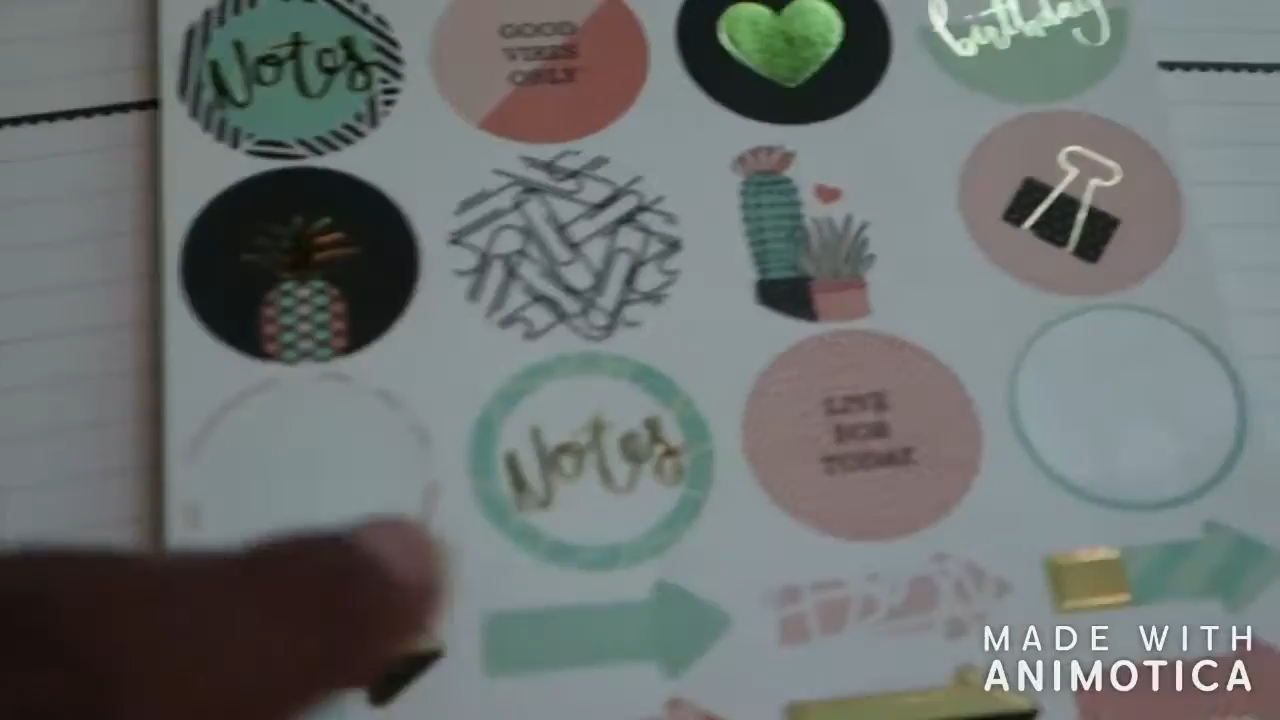 Notes
GOOD
VIBES
ONLY
birthday
Notes
LIVE
FOR
TODAY
MADE WITH
ANIMOTICA